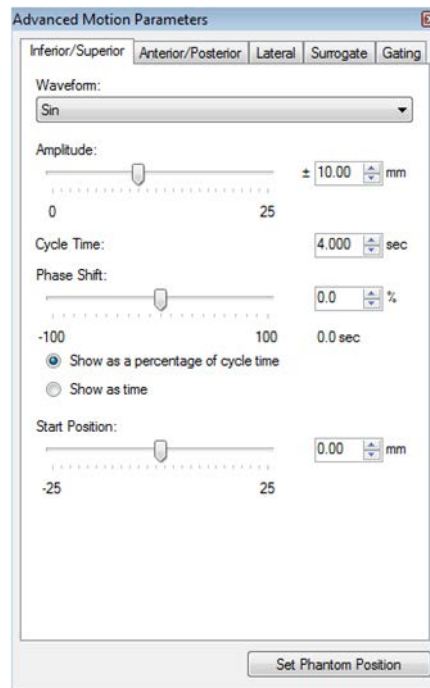 Advanced Motion Parameters
Inferior/Superior Anterior/Posterior Lateral Surrogate Gating
Waveform:
Sin
Amplitude:
± 10.00 mm
0 25
Cycle Time: 4.000 sec
Phase Shift:
0.0 %
-100 100 0.0 sec
Show as a percentage of cycle time
Show as time
Start Position:
0.00 mm
-25 25
Set Phantom Position